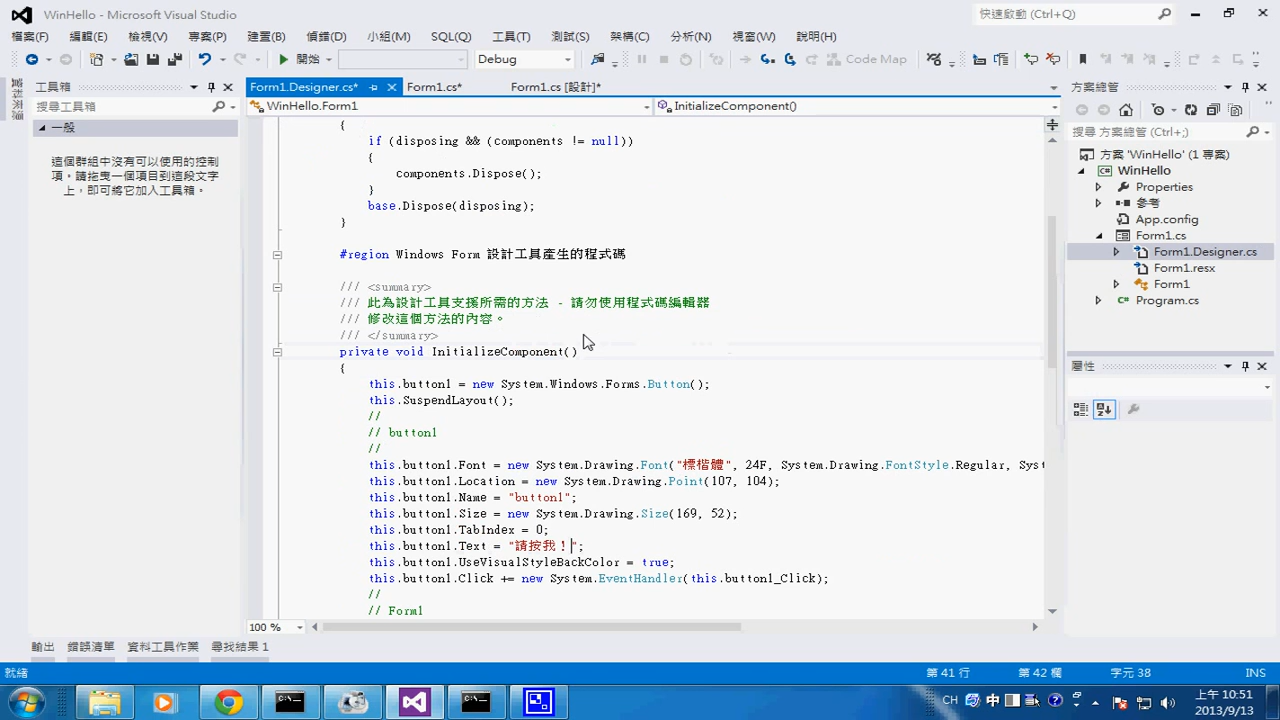 WinHello - Microsoft Visual Studio
快速啟動 (Ctrl+Q)
檔案(F) 編輯(E) 檢視(V) 專案(P) 建置(B) 偵錯(D) 小組(M) SQL(Q) 工具(T) 測試(S) 架構(C) 分析(N) 視窗(W) 說明(H)
開始 Debug Code Map
工具箱
搜尋工具箱
一般
這個群組中沒有可以使用的控制
項。請拖曳一個項目到這段文字
上，即可將它加入工具箱。
Form1.Designer.cs* Form1.cs* Form1.cs [設計]*
WinHello.Form1 InitializeComponent()
{
if (disposing && (components != null))
{
components.Dispose();
}
base.Dispose(disposing);
}
#region Windows Form 設計工具產生的程式碼
/// <summary>
/// 此為設計工具支援所需的方法 - 請勿使用程式碼編輯器
/// 修改這個方法的內容。
/// </summary>
private void InitializeComponent()
{
this.button1 = new System.Windows.Forms.Button();
this.SuspendLayout();
//
// button1
//
this.button1.Font = new System.Drawing.Font("標楷體", 24F, System.Drawing.FontStyle.Regular, Syst
this.button1.Location = new System.Drawing.Point(107, 104);
this.button1.Name = "button1";
this.button1.Size = new System.Drawing.Size(169, 52);
this.button1.TabIndex = 0;
this.button1.Text = "請按我！";
this.button1.UseVisualStyleBackColor = true;
this.button1.Click += new System.EventHandler(this.button1_Click);
//
// Form1
100 %
方案總管
搜尋 方案總管 (Ctrl+;)
方案 'WinHello' (1 專案)
WinHello
Properties
參考
App.config
Form1.cs
Form1.Designer.cs
Form1.resx
Form1
Program.cs
屬性
輸出 錯誤清單 資料工具作業 尋找結果 1
就緒 第 41 行 第 42 欄 字元 38 INS
C:\ C:\ CH 中 上午 10:51
2013/9/13